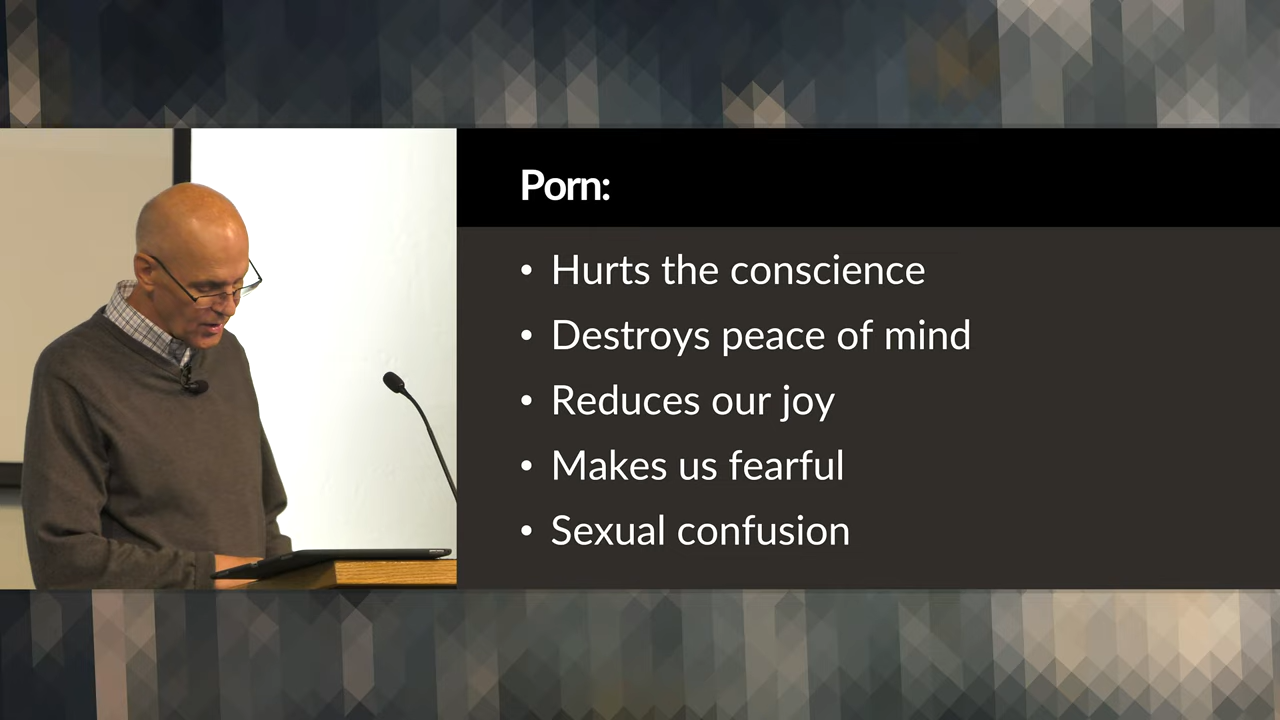 Porn:
• Hurts the conscience
• Destroys peace of mind
• Reduces our joy
• Makes us fearful
• Sexual confusion